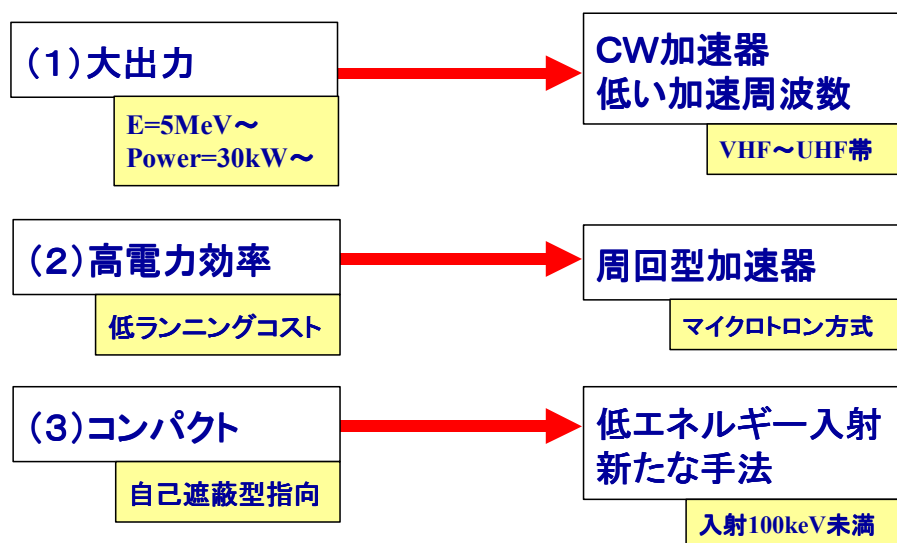 (1)大出力
E=5MeV～
Power=30kW～
CW加速器
低い加速周波数
VHF～UHF帯
(2)高電力効率
低ランニングコスト
周回型加速器
マイクロトロン方式
(3)コンパクト
自己遮蔽型指向
低エネルギー入射
新たな手法
入射100keV未満